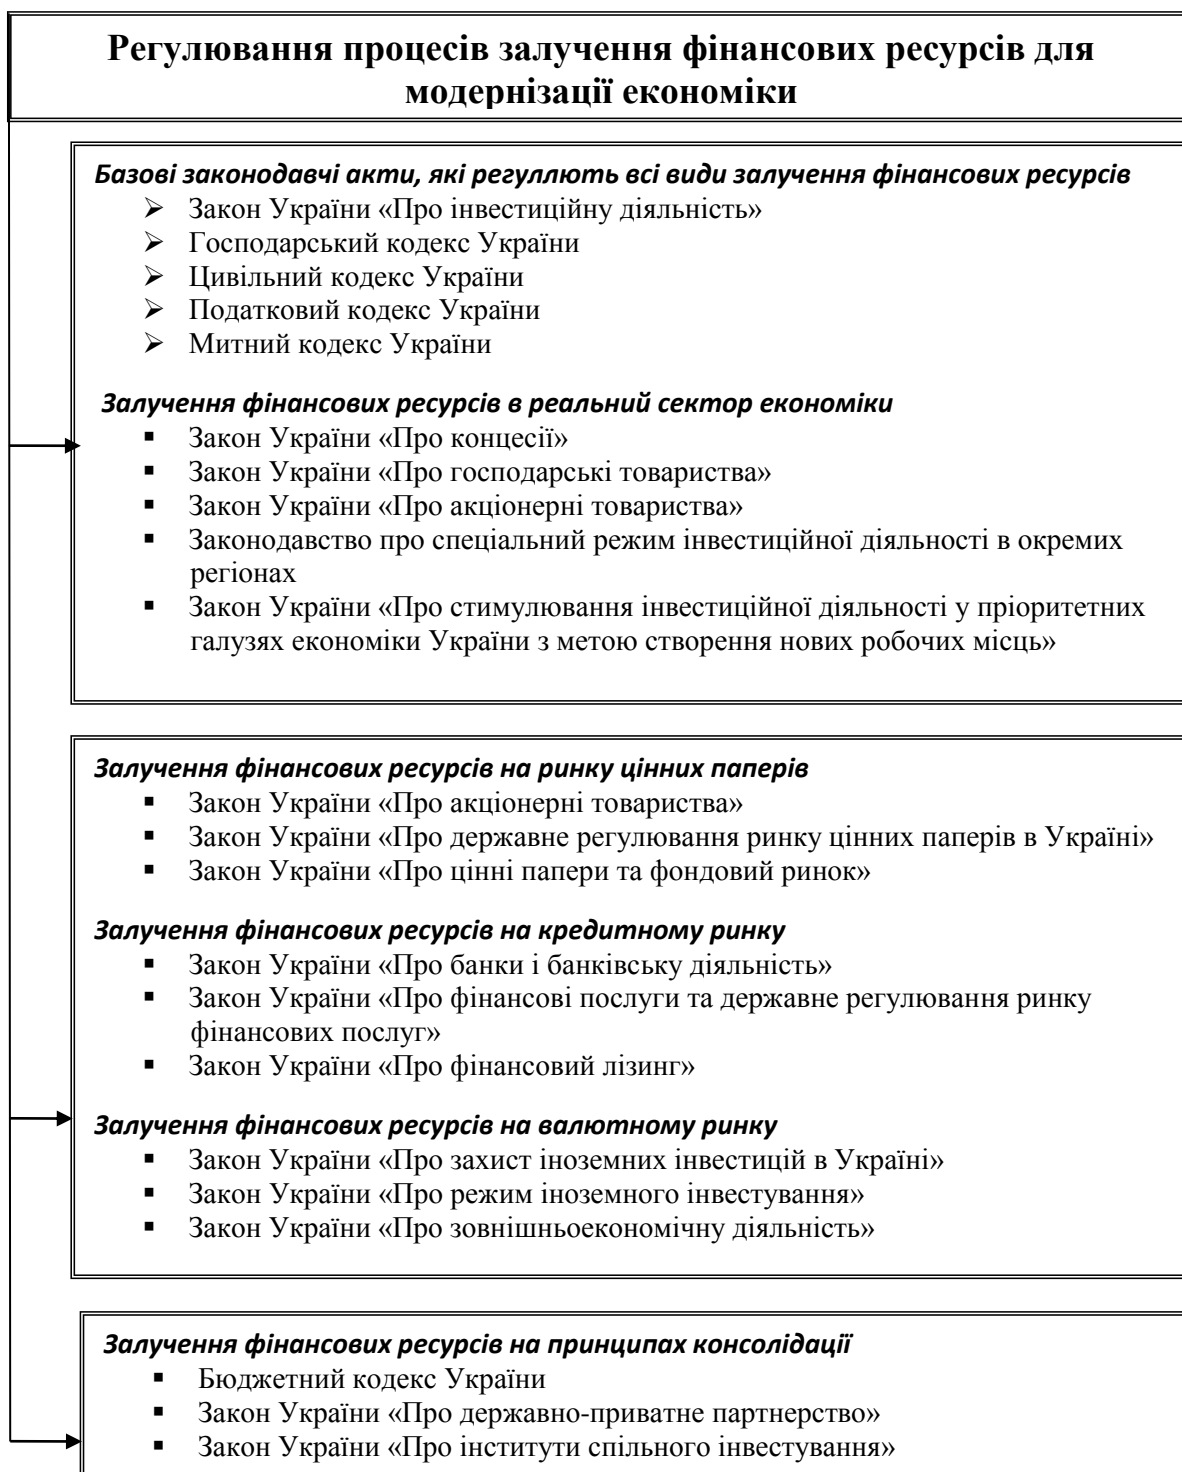 Регулювання процесів залучення фінансових ресурсів для
модернізації економіки
Базові законодавчі акти, які регуллють всі види залучення фінансових ресурсів
➢ Закон України «Про інвестиційну діяльність»
➢ Господарський кодекс України
➢ Цивільний кодекс України
➢ Податковий кодекс України
➢ Митний кодекс України
Залучення фінансових ресурсів в реальний сектор економіки
▪ Закон України «Про концесії»
▪ Закон України «Про господарські товариства»
▪ Закон України «Про акціонерні товариства»
▪ Законодавство про спеціальний режим інвестиційної діяльності в окремих
регіонах
▪ Закон України «Про стимулювання інвестиційної діяльності у пріоритетних
галузях економіки України з метою створення нових робочих місць»
Залучення фінансових ресурсів на ринку цінних паперів
▪ Закон України «Про акціонерні товариства»
▪ Закон України «Про державне регулювання ринку цінних паперів в Україні»
▪ Закон України «Про цінні папери та фондовий ринок»
Залучення фінансових ресурсів на кредитному ринку
▪ Закон України «Про банки і банківську діяльність»
▪ Закон України «Про фінансові послуги та державне регулювання ринку
фінансових послуг»
▪ Закон України «Про фінансовий лізинг»
Залучення фінансових ресурсів на валютному ринку
▪ Закон України «Про захист іноземних інвестицій в Україні»
▪ Закон України «Про режим іноземного інвестування»
▪ Закон України «Про зовнішньоекономічну діяльність»
Залучення фінансових ресурсів на принципах консолідації
▪ Бюджетний кодекс України
▪ Закон України «Про державно-приватне партнерство»
▪ Закон України «Про інститути спільного інвестування»